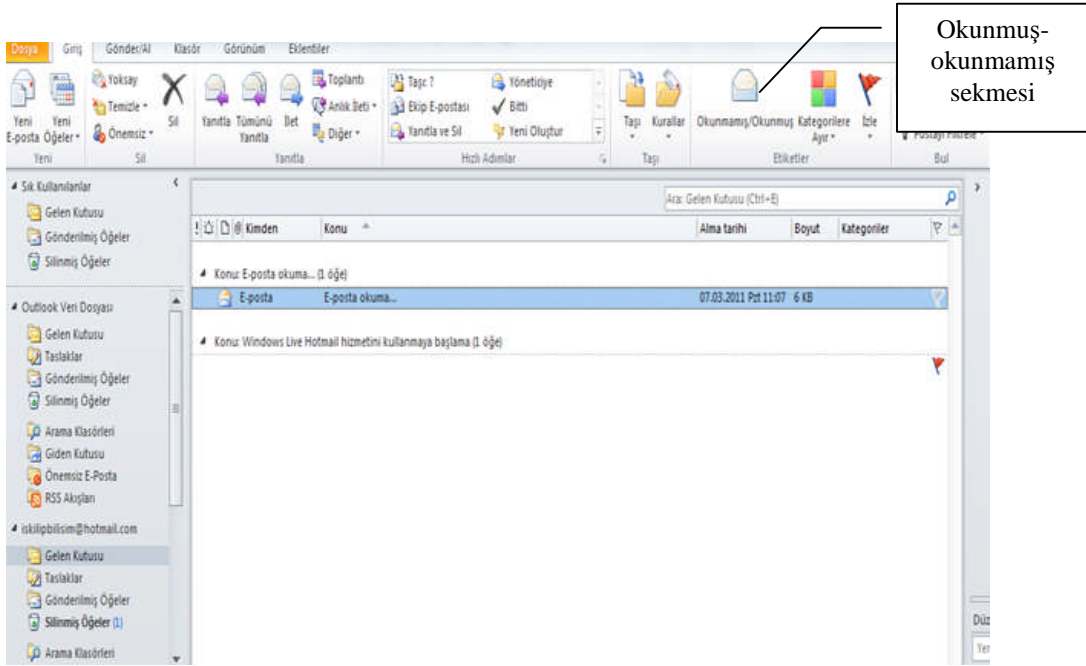 Okunmuş-
okunmamış
sekmesi
Dosya Giriş Gönder/Al Klasör Görünüm Eklentiler
Yeni E-posta
Yeni Öğeler
Yoksay
Temizle
Önemsiz
Sil
Yanıtla
Tümünü Yanıtla
İlet
Toplantı
Anlık İleti
Diğer
Taşı: ?
Ekip E-postası
Yanıtla ve Sil
Yöneticiye
Bitti
Yeni Oluştur
Taşı
Kurallar
Okunmamış/Okunmuş
Kategorilere Ayır
İzle
Postayı Filtrele
Yeni Sil Yanıtla Hızlı Adımlar Taşı Etiketler Bul
Sık Kullanılanlar
Gelen Kutusu
Gönderilmiş Öğeler
Silinmiş Öğeler
Outlook Veri Dosyası
Gelen Kutusu
Taslaklar
Gönderilmiş Öğeler
Silinmiş Öğeler
Arama Klasörleri
Giden Kutusu
Önemsiz E-Posta
RSS Akışları
iskilipbilisim@hotmail.com
Gelen Kutusu
Taslaklar
Gönderilmiş Öğeler
Silinmiş Öğeler (1)
Arama Klasörleri
Ara: Gelen Kutusu (Ctrl+E)
Kimden Konu Alma tarihi Boyut Kategoriler
Konu: E-posta okuma... (1 öğe)
E-posta E-posta okuma... 07.03.2011 Pzt 11:07 6 KB
Konu: Windows Live Hotmail hizmetini kullanmaya başlama (1 öğe)